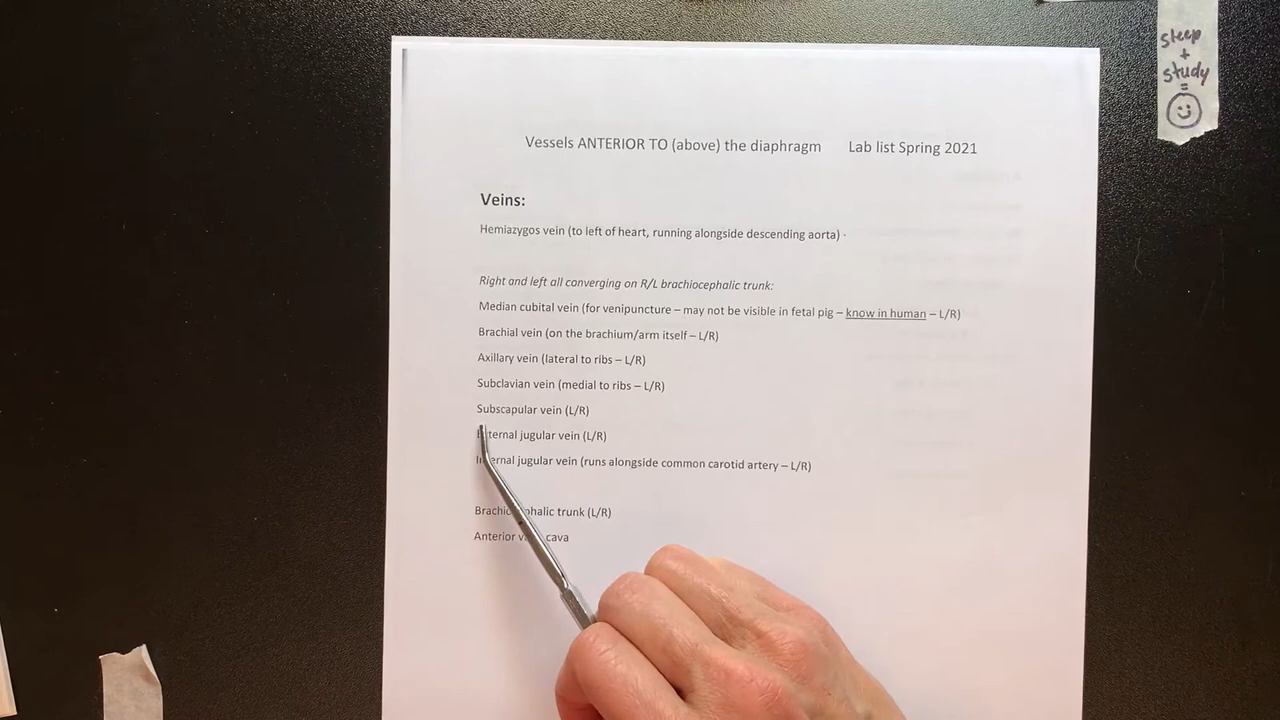 sleep
+
study
=
Vessels ANTERIOR TO (above) the diaphragm Lab list Spring 2021
Veins:
Hemiazygos vein (to left of heart, running alongside descending aorta) -
Right and left all converging on R/L brachiocephalic trunk:
Median cubital vein (for venipuncture – may not be visible in fetal pig – know in human – L/R)
Brachial vein (on the brachium/arm itself – L/R)
Axillary vein (lateral to ribs – L/R)
Subclavian vein (medial to ribs – L/R)
Subscapular vein (L/R)
External jugular vein (L/R)
Internal jugular vein (runs alongside common carotid artery – L/R)
Brachiocephalic trunk (L/R)
Anterior vena cava